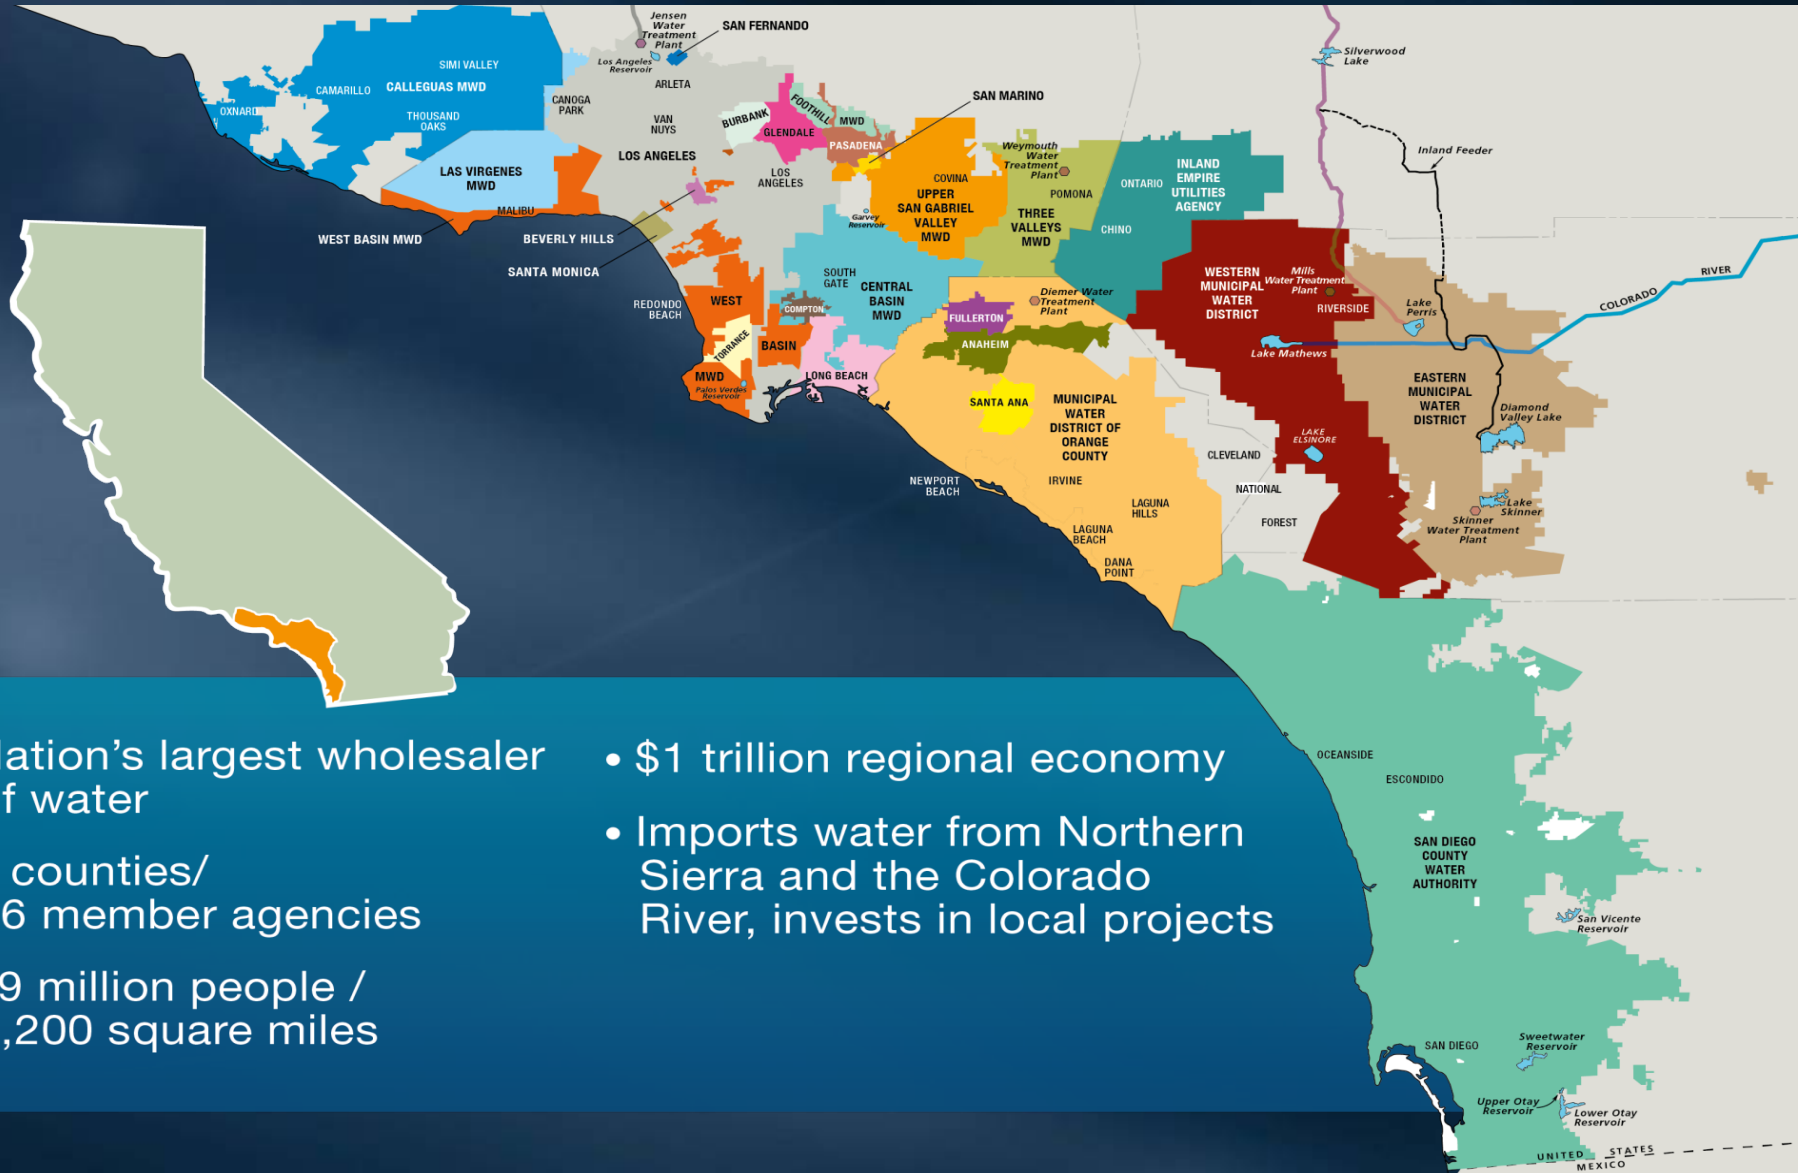 Jensen
Water
Treatment
Plant
SAN FERNANDO
Los Angeles
Reservoir
ARLETA
SIMI VALLEY
CALLEGUAS MWD
CAMARILLO
OXNARD
THOUSAND
OAKS
CANOGA
PARK
VAN
NUYS
BURBANK
GLENDALE
FOOTHILL
MWD
PASADENA
SAN MARINO
LOS ANGELES
LOS
ANGELES
LAS VIRGENES
MWD
MALIBU
WEST BASIN MWD
BEVERLY HILLS
SANTA MONICA
Garvey
Reservoir
COVINA
UPPER
SAN GABRIEL
VALLEY
MWD
Weymouth
Water
Treatment
Plant
POMONA
THREE
VALLEYS
MWD
ONTARIO
CHINO
INLAND
EMPIRE
UTILITIES
AGENCY
Silverwood
Lake
Inland Feeder
RIVER
COLORADO
WESTERN
MUNICIPAL
WATER
DISTRICT
Mills
Water Treatment
Plant
RIVERSIDE
Lake
Perris
Lake Mathews
EASTERN
MUNICIPAL
WATER
DISTRICT
Diamond
Valley Lake
LAKE
ELSINORE
Lake
Skinner
Skinner
Water Treatment
Plant
CLEVELAND
NATIONAL
FOREST
SOUTH
GATE
CENTRAL
BASIN
MWD
COMPTON
REDONDO
BEACH
WEST
BASIN
MWD
TORRANCE
Palos Verdes
Reservoir
LONG BEACH
Diemer Water
Treatment
Plant
FULLERTON
ANAHEIM
SANTA ANA
MUNICIPAL
WATER
DISTRICT OF
ORANGE
COUNTY
NEWPORT
BEACH
IRVINE
LAGUNA
HILLS
LAGUNA
BEACH
DANA
POINT
OCEANSIDE
ESCONDIDO
SAN DIEGO
COUNTY
WATER
AUTHORITY
San Vicente
Reservoir
SAN DIEGO
Sweetwater
Reservoir
Upper Otay
Reservoir
Lower Otay
Reservoir
UNITED STATES
MEXICO
ation's largest wholesaler
f water
counties/
6 member agencies
9 million people /
,200 square miles
• $1 trillion regional economy
• Imports water from Northern
Sierra and the Colorado
River, invests in local projects